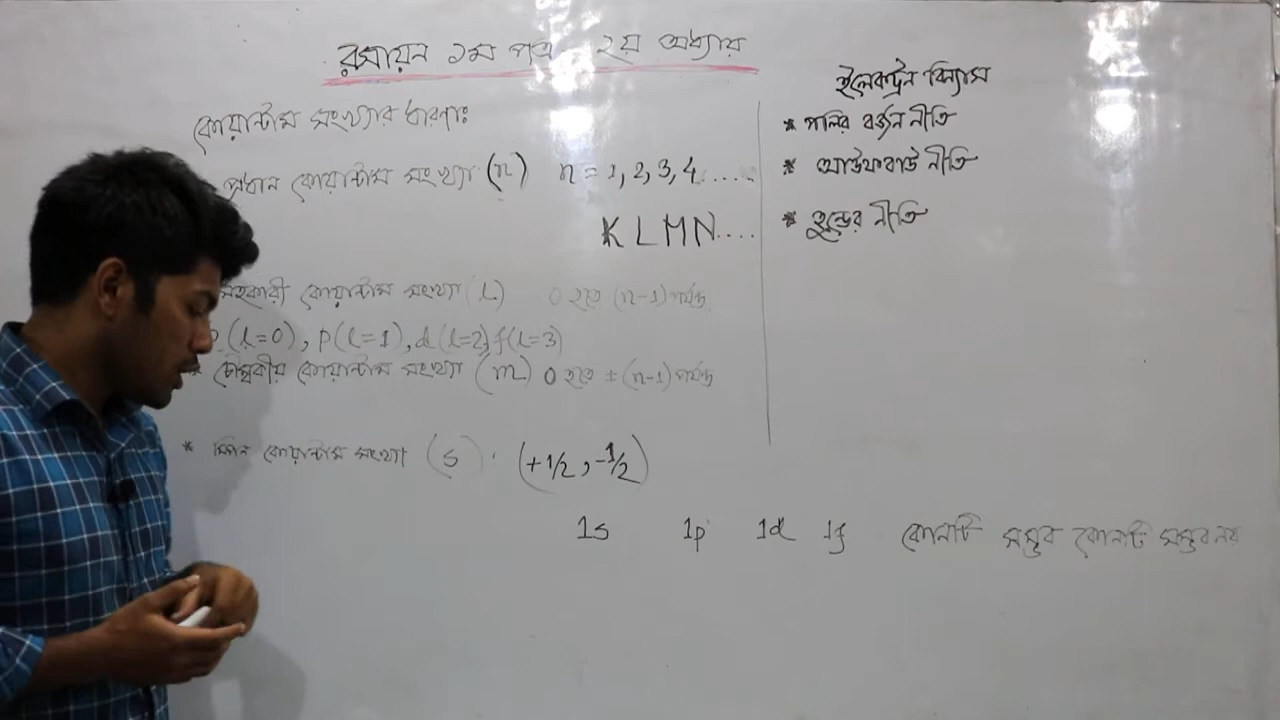 রসায়ন ১ম পত্র ২য় অধ্যায়
কোয়ান্টাম সংখ্যার ধারণাঃ
প্রধান কোয়ান্টাম সংখ্যা (n) n = 1, 2, 3, 4.....
K L M N....
সহকারী কোয়ান্টাম সংখ্যা (l) 0 হতে (n-1) পর্যন্ত
(l=0), p(l=1), d(l=2), f(l=3)
* চৌম্বকীয় কোয়ান্টাম সংখ্যা (m) 0 হতে ±(n-1) পর্যন্ত
* স্পিন কোয়ান্টাম সংখ্যা (s) (+1/2, -1/2)
1s 1p 1d 1f কোনটি সম্ভব কোনটি সম্ভব নয়
ইলেকট্রন বিন্যাস
* পলির বর্জন নীতি
* আউফবাউ নীতি
* হুন্ডের নীতি